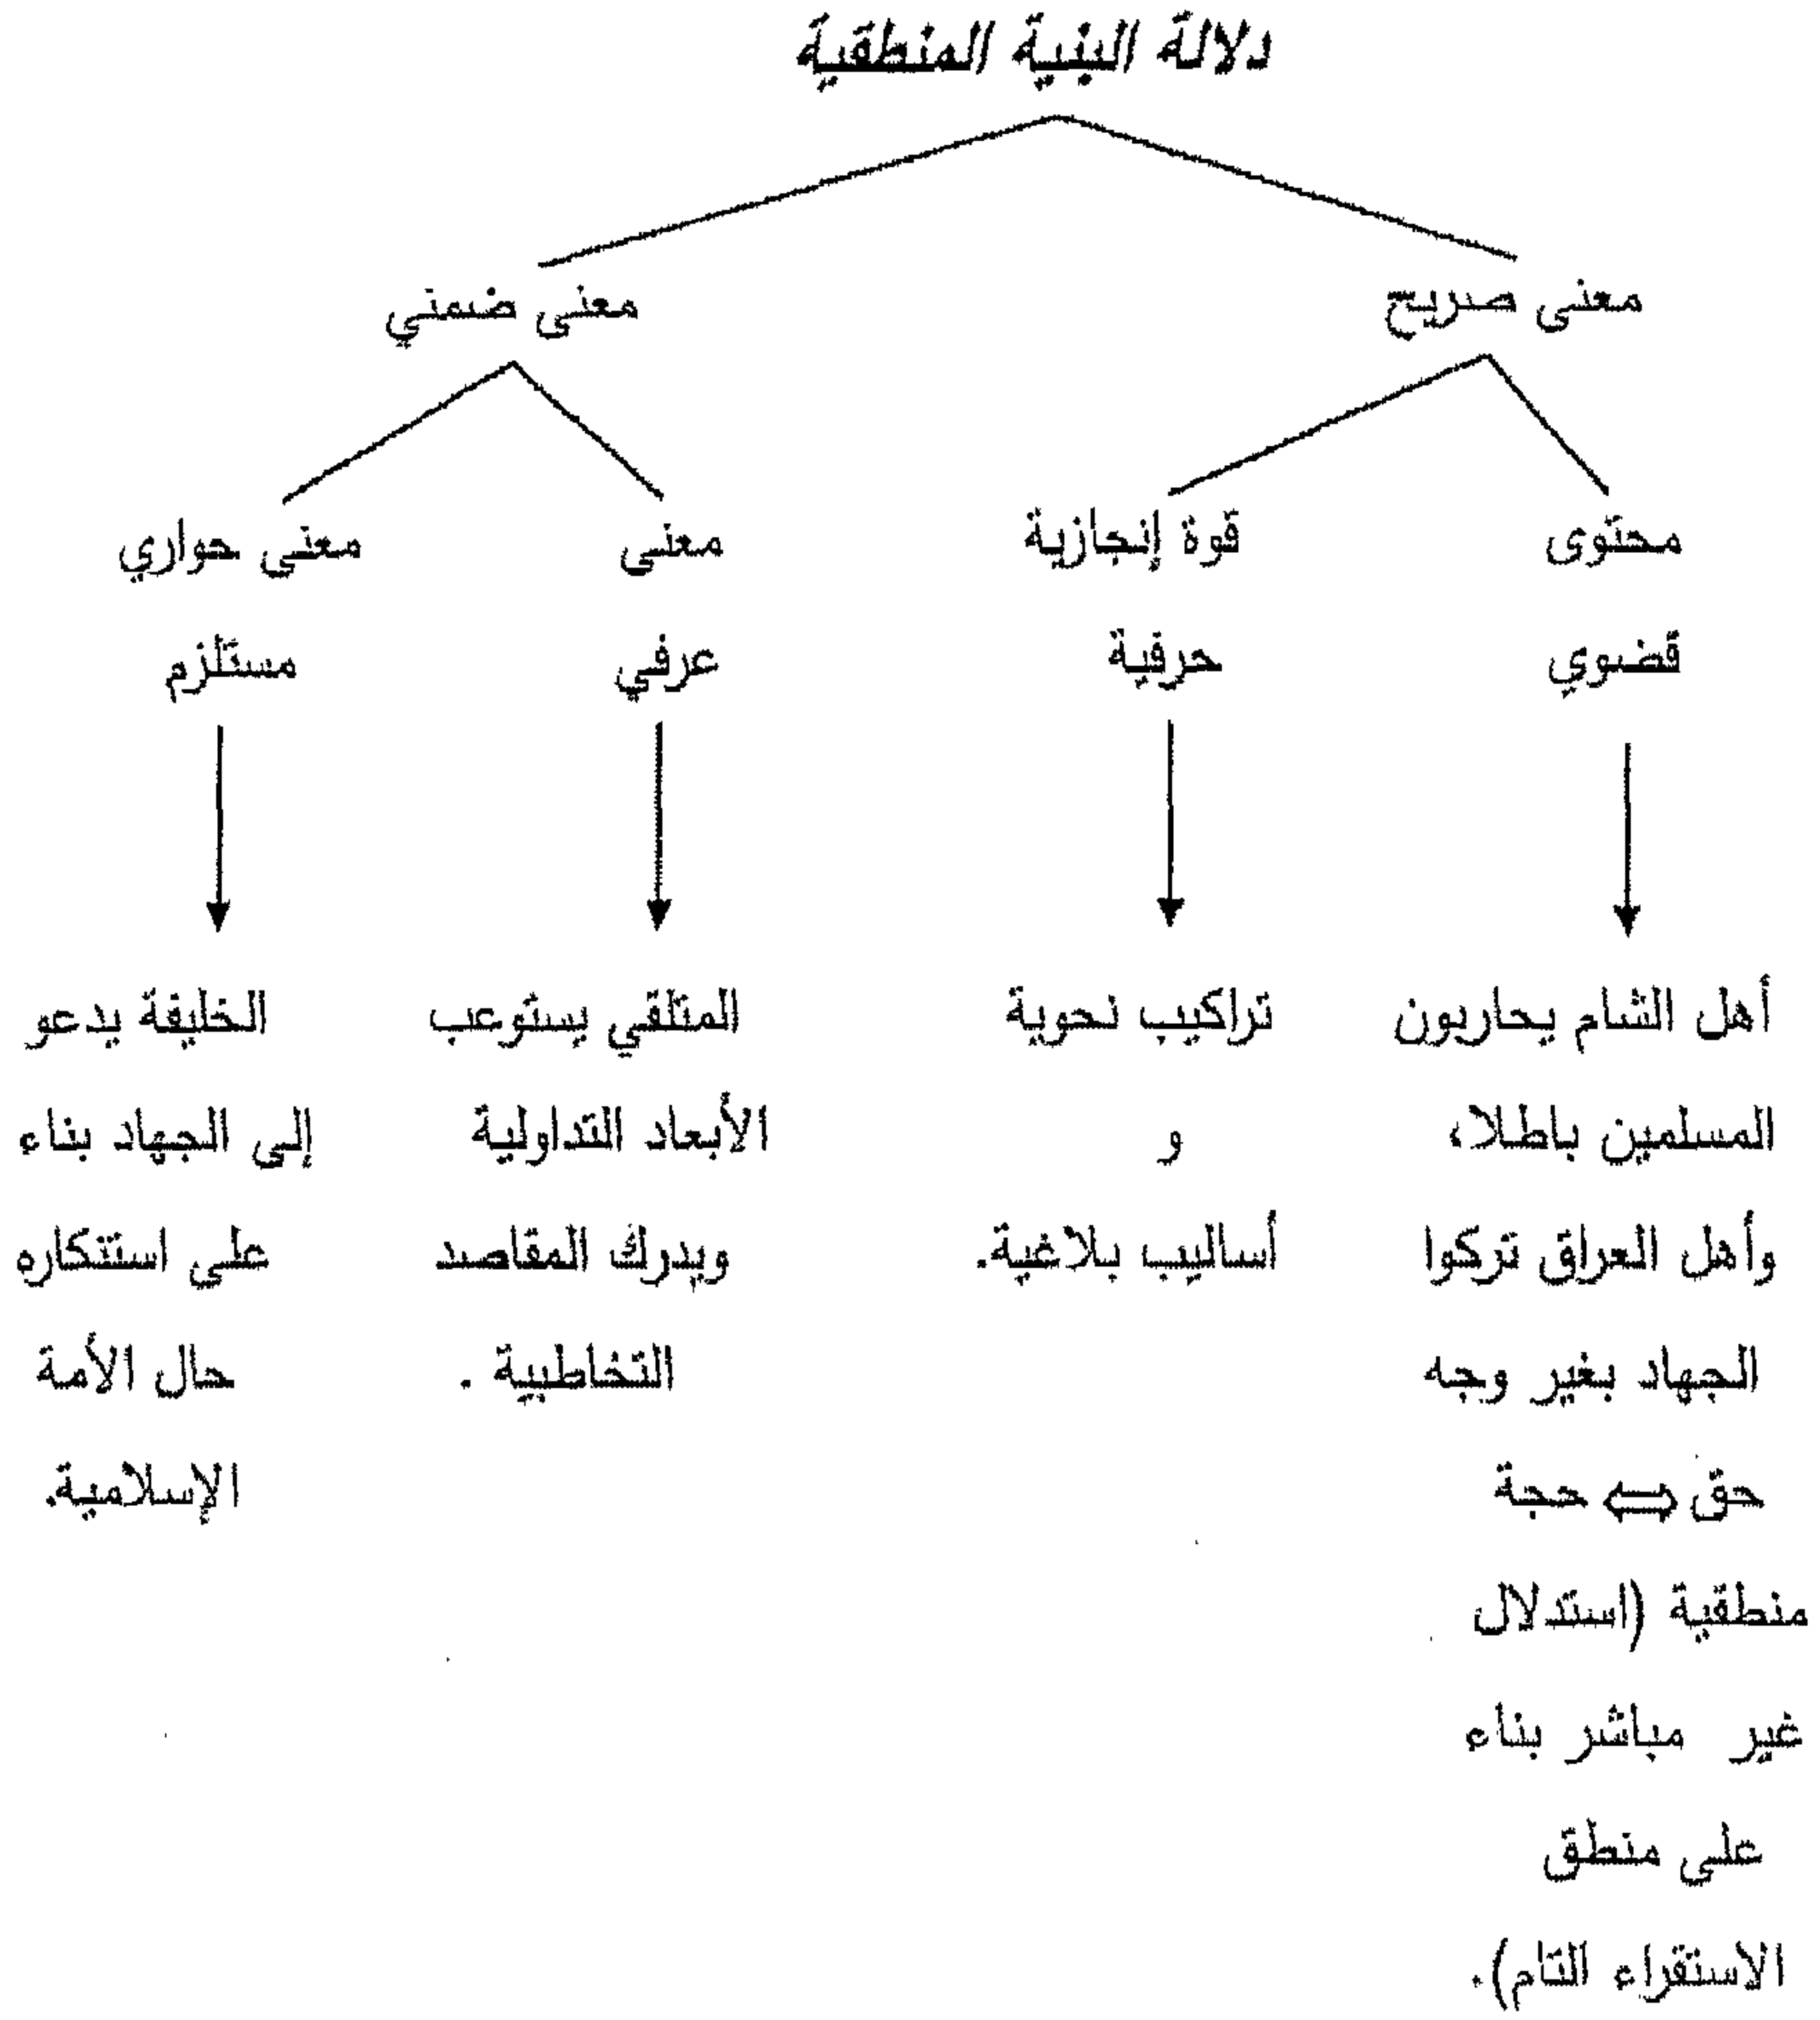 دلالة البنية المنطقية
معنى صريح
معنى ضمني
محتوى
قضوي
قوة إنجازية
حرفية
معنى
عرفي
معنى حواري
مستلزم
أهل الشام يحاربون
المسلمين باطلا،
وأهل العراق تركوا
الجهاد بغير وجه
حق ⇔ حجة
منطقية (استدلال
غير مباشر بناء
على منطق
الاستقراء التام).
تراكيب نحوية
و
أساليب بلاغية.
المتلقي يستوعب
الأبعاد التداولية
ويدرك المقاصد
التخاطبية .
الخليفة يدعو
إلى الجهاد بناء
على استنكاره
حال الأمة
الإسلامية.